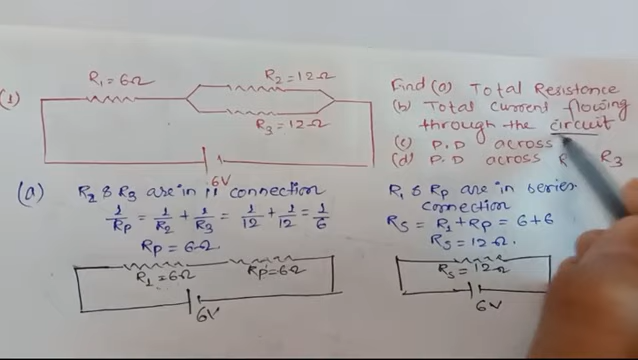 (1)
R₁=6Ω
R₂=12Ω
R₃=12Ω
6V
Find (a) Total Resistance
(b) Total current flowing
through the circuit
(c) P.D across
(d) P.D across R R₃
(a) R₂ & R₃ are in || connection
1/Rp = 1/R₂ + 1/R₃ = 1/12 + 1/12 = 1/6
Rp = 6Ω
R₁=6Ω
Rp=6Ω
6V
R₁ & Rp are in series
connection
Rs = R₁+Rp = 6+6
Rs = 12Ω.
Rs=12Ω
6V